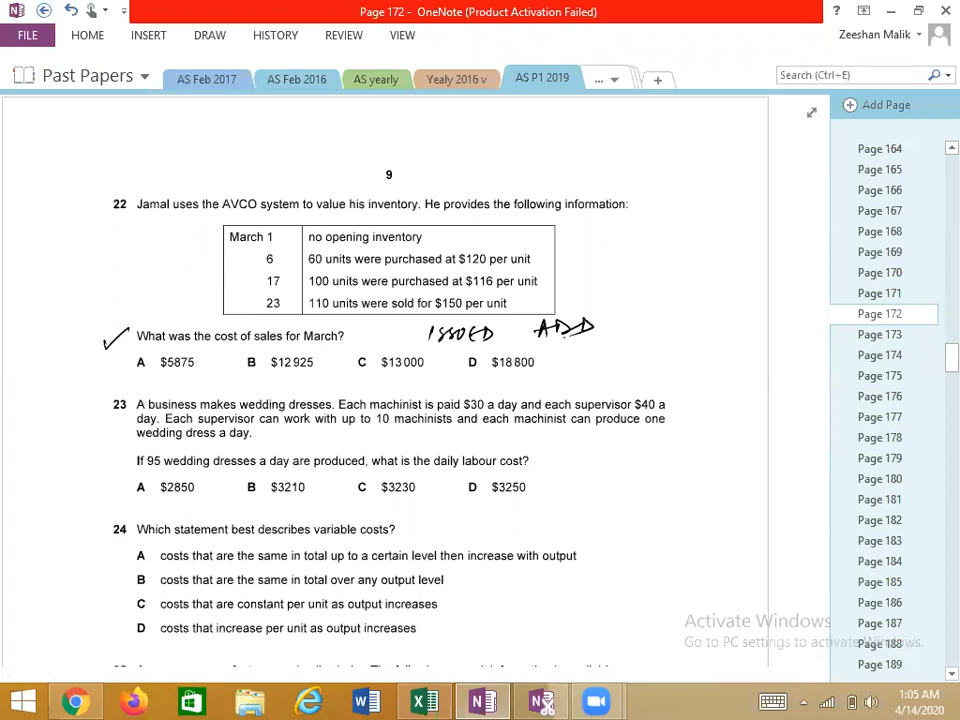 Page 172 - OneNote (Product Activation Failed)
?
FILE HOME INSERT DRAW HISTORY REVIEW VIEW
Zeeshan Malik
Past Papers
AS Feb 2017
AS Feb 2016
AS yearly
Yealy 2016 v
AS P1 2019
...
Search (Ctrl+E)
Add Page
9
22 Jamal uses the AVCO system to value his inventory. He provides the following information:
March 1 no opening inventory
6 60 units were purchased at $120 per unit
17 100 units were purchased at $116 per unit
23 110 units were sold for $150 per unit
ISSUED ADD
What was the cost of sales for March?
A $5875 B $12 925 C $13 000 D $18 800
23 A business makes wedding dresses. Each machinist is paid $30 a day and each supervisor $40 a
day. Each supervisor can work with up to 10 machinists and each machinist can produce one
wedding dress a day.
If 95 wedding dresses a day are produced, what is the daily labour cost?
A $2850 B $3210 C $3230 D $3250
24 Which statement best describes variable costs?
A costs that are the same in total up to a certain level then increase with output
B costs that are the same in total over any output level
C costs that are constant per unit as output increases
D costs that increase per unit as output increases
Page 164
Page 165
Page 166
Page 167
Page 168
Page 169
Page 170
Page 171
Page 172
Page 173
Page 174
Page 175
Page 176
Page 177
Page 178
Page 179
Page 180
Page 181
Page 182
Page 183
Page 184
Page 185
Page 186
Page 187
Page 188
Page 189
Activate Windows
Go to PC settings to activate Windows.
1:05 AM
4/14/2020